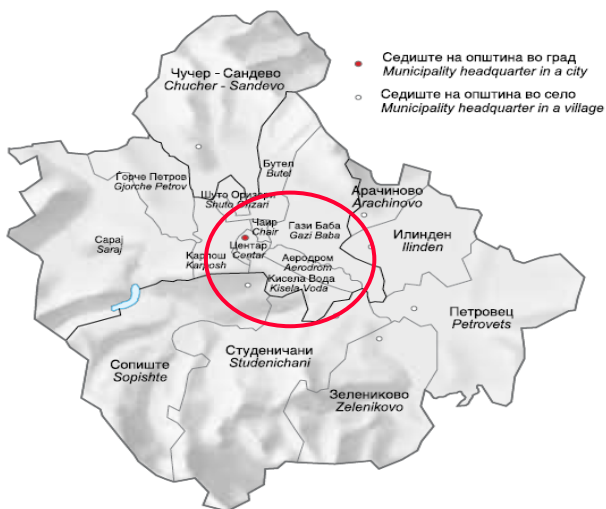 Седиште на општина во град
Municipality headquarter in a city
Седиште на општина во село
Municipality headquarter in a village
Чучер - Сандево
Chucher - Sandevo
Бутел
Butel
Ѓорче Петров
Gjorche Petrov
Шуто Оризари
Shuto Orizari
Арачиново
Arachinovo
Чаир
Chair
Гази Баба
Gazi Baba
Илинден
Ilinden
Сарај
Saraj
Центар
Centar
Карпош
Karposh
Аеродром
Aerodrom
Кисела Вода
Kisela Voda
Петровец
Petrovets
Сопиште
Sopishte
Студеничани
Studenichani
Зелениково
Zelenikovo